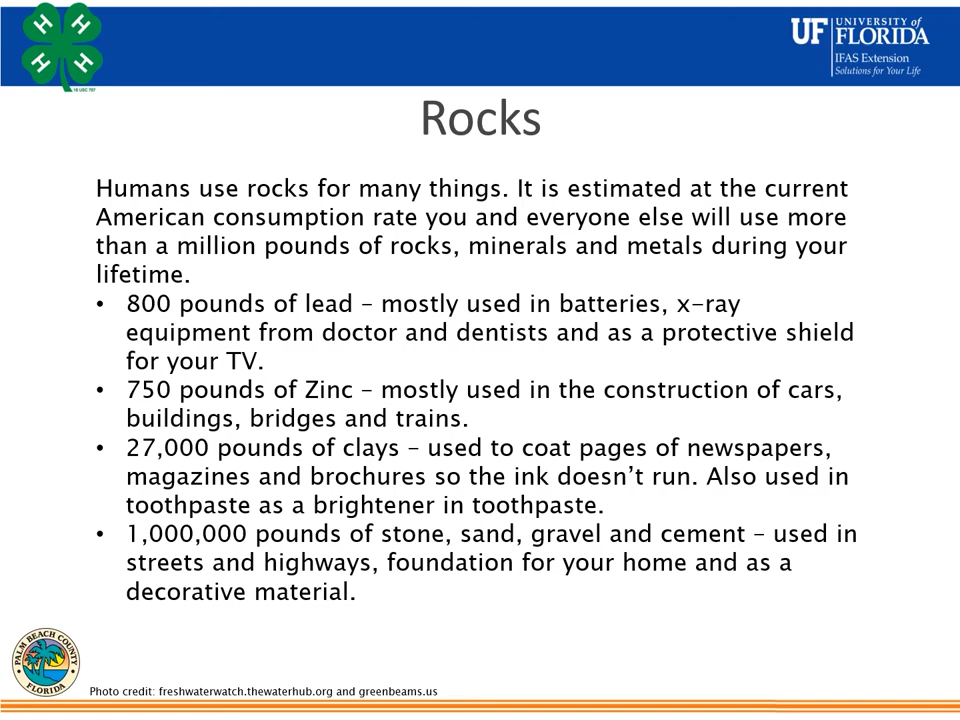 H H
H H
18 USC 707
UF UNIVERSITY of
FLORIDA
IFAS Extension
Solutions for Your Life
Rocks
Humans use rocks for many things. It is estimated at the current
American consumption rate you and everyone else will use more
than a million pounds of rocks, minerals and metals during your
lifetime.
• 800 pounds of lead – mostly used in batteries, x-ray
equipment from doctor and dentists and as a protective shield
for your TV.
• 750 pounds of Zinc – mostly used in the construction of cars,
buildings, bridges and trains.
• 27,000 pounds of clays – used to coat pages of newspapers,
magazines and brochures so the ink doesn’t run. Also used in
toothpaste as a brightener in toothpaste.
• 1,000,000 pounds of stone, sand, gravel and cement – used in
streets and highways, foundation for your home and as a
decorative material.
PALM BEACH COUNTY
FLORIDA
Photo credit: freshwaterwatch.thewaterhub.org and greenbeams.us